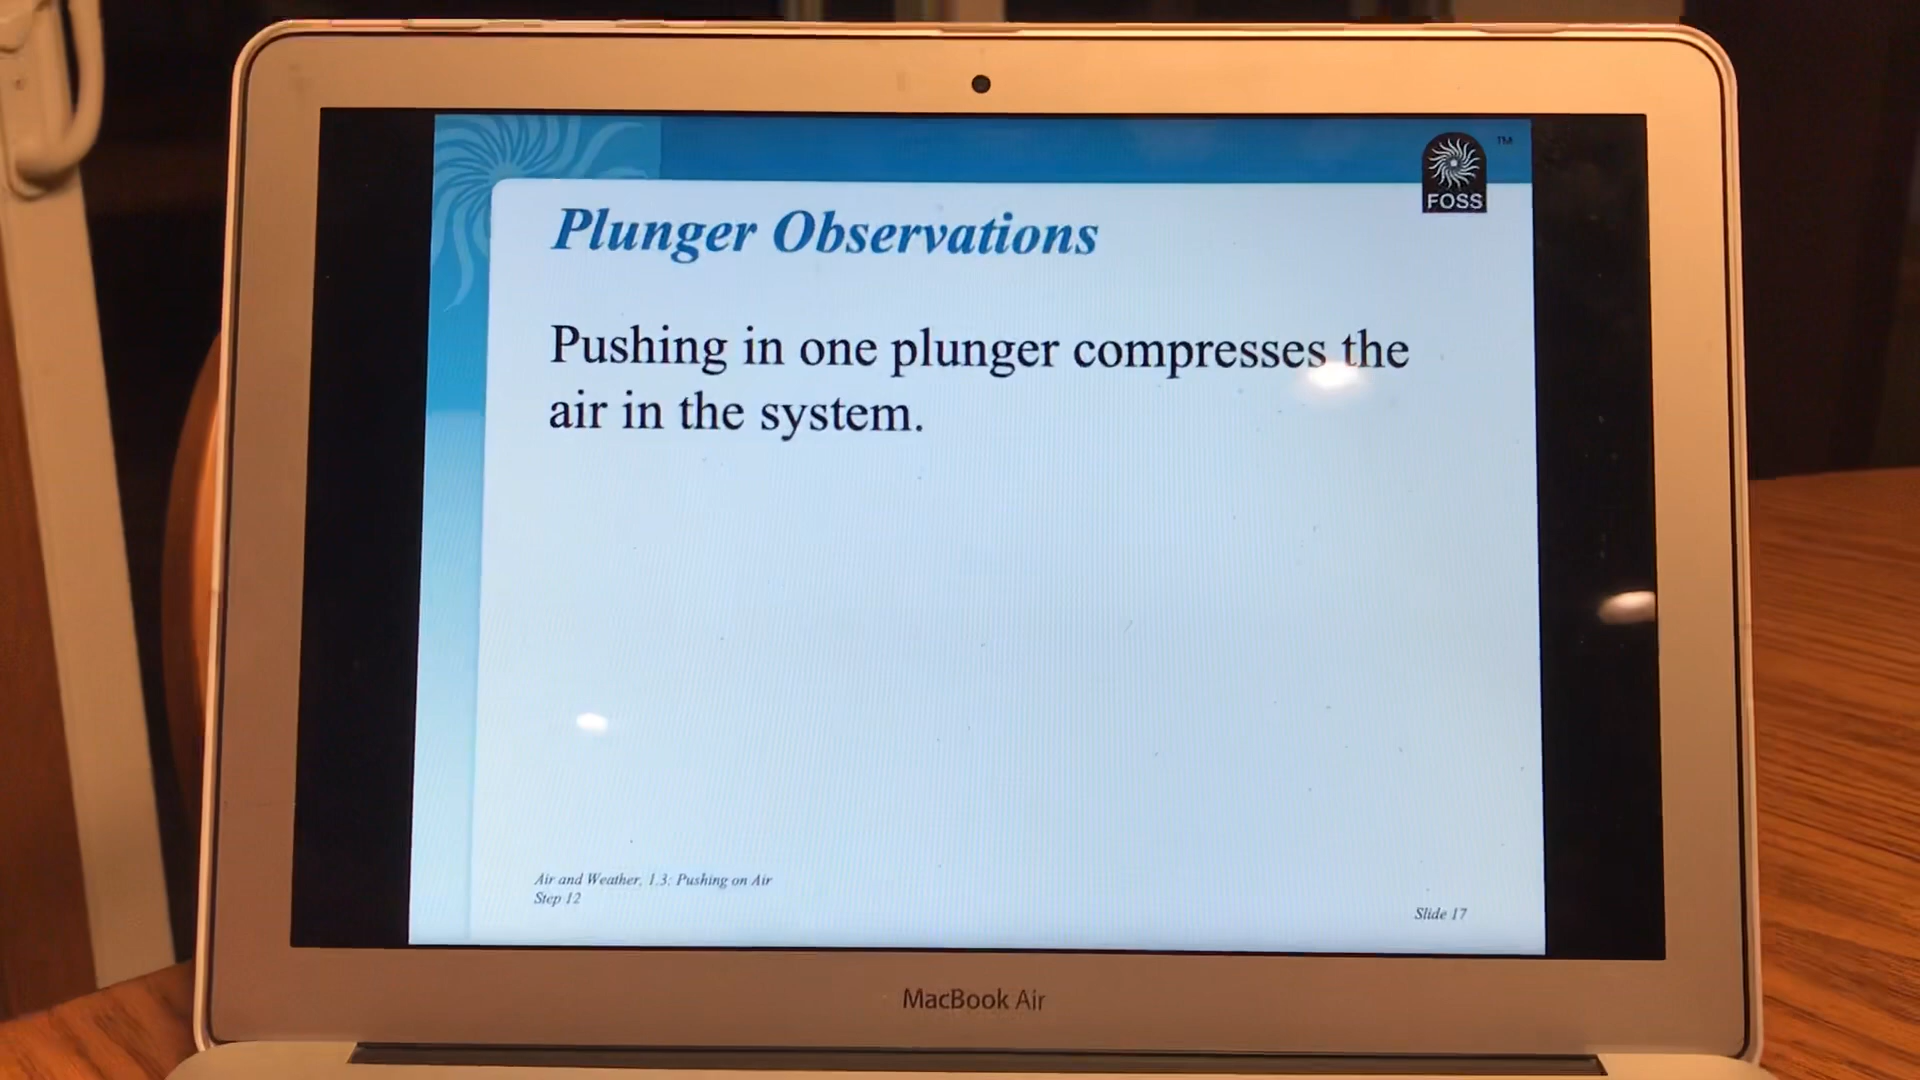 TM
FOSS
Plunger Observations
Pushing in one plunger compresses the
air in the system.
Air and Weather, 1.3: Pushing on Air
Step 12
Slide 17
MacBook Air